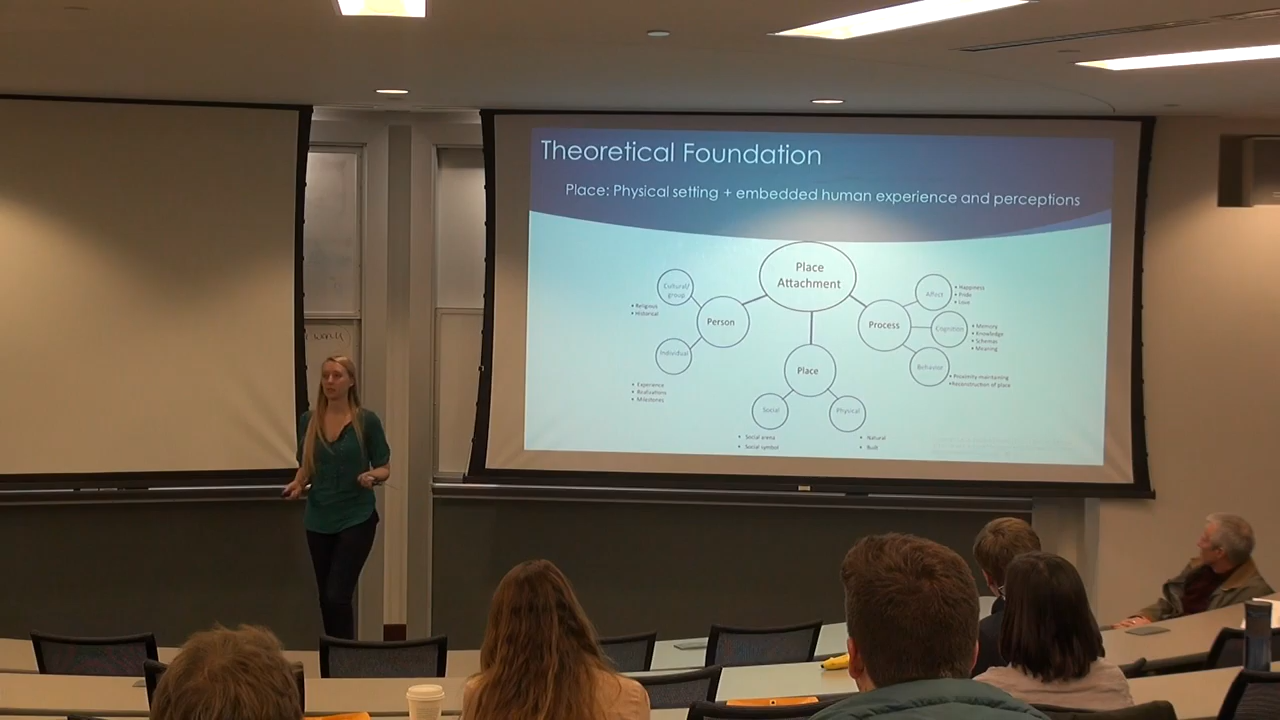 Theoretical Foundation
Place: Physical setting + embedded human experience and perceptions
Place
Attachment
Cultural/
group
• Religious
• Historical
Person
Individual
• Experience
• Realizations
• Milestones
Process
Affect
• Happiness
• Pride
• Love
Cognition
• Memory
• Knowledge
• Schemas
• Meaning
Behavior
• Proximity-maintaining
• Reconstruction of place
Place
Social
• Social arena
• Social symbol
Physical
• Natural
• Built